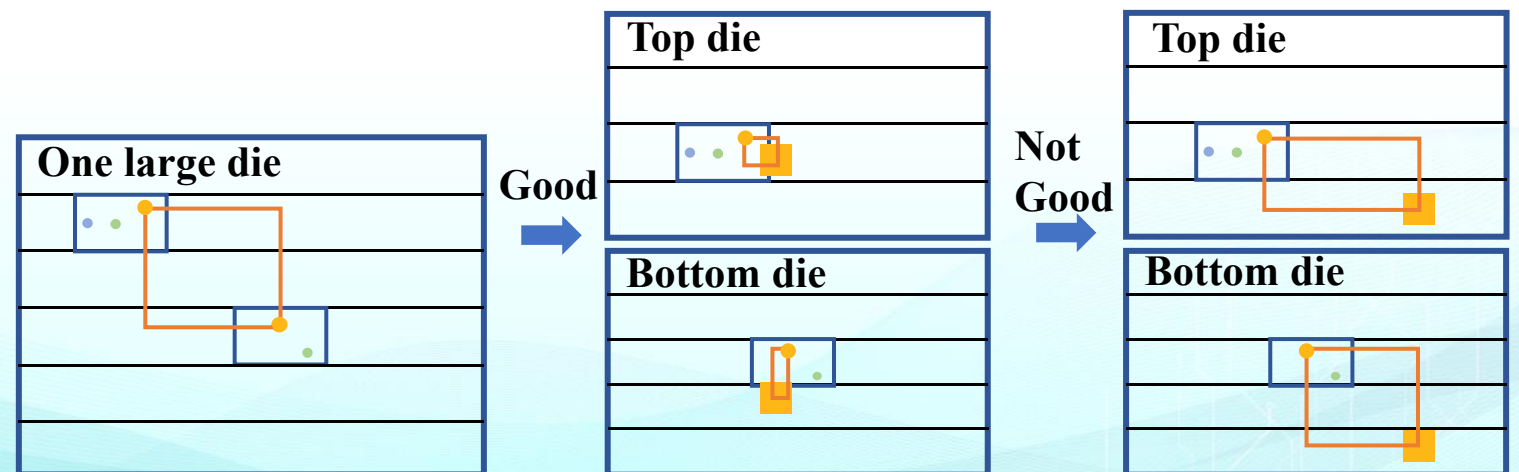 One large die
Good
Top die
Bottom die
Not
Good
Top die
Bottom die